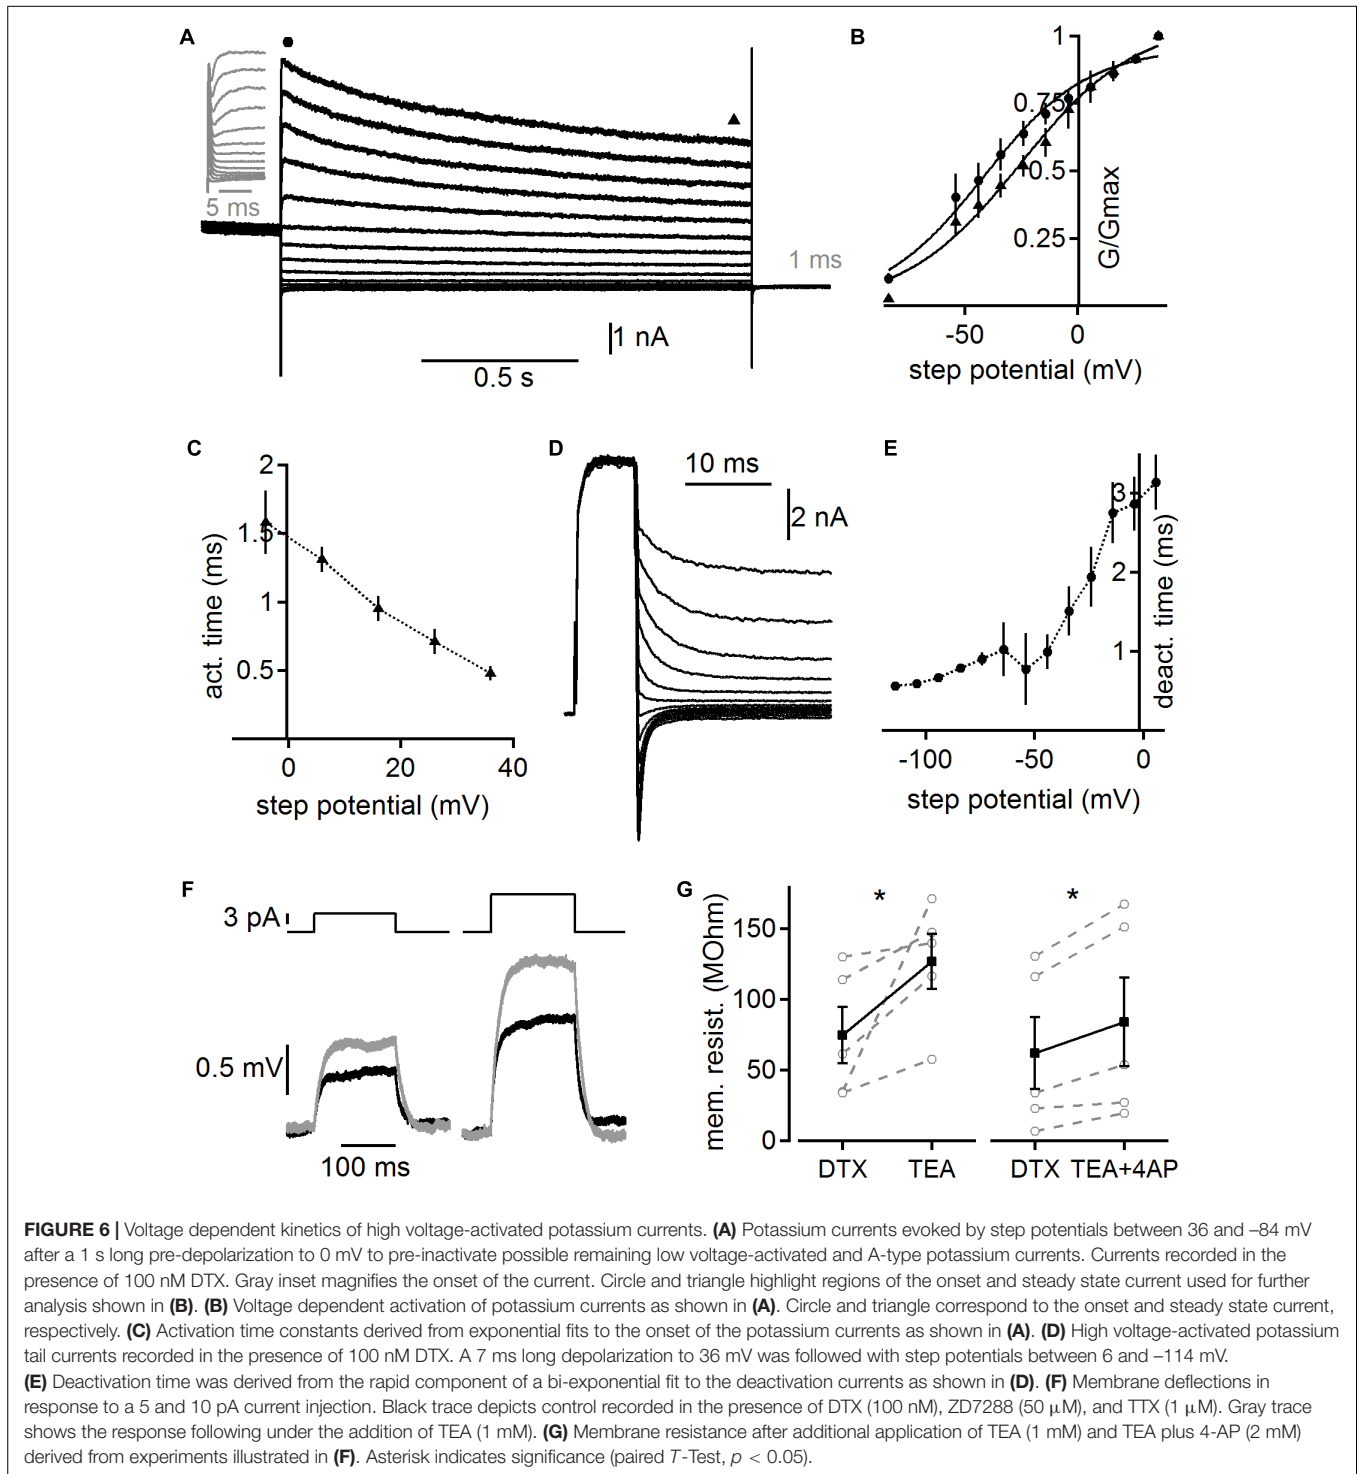 A
5 ms
1 ms
1 nA
0.5 s
B
1
0.75
0.5
0.25
G/Gmax
-50
0
step potential (mV)
C
2
1.5
1
0.5
act. time (ms)
0
20
40
step potential (mV)
D
10 ms
2 nA
E
3
2
1
deact. time (ms)
-100
-50
0
step potential (mV)
F
3 pA
0.5 mV
100 ms
G
mem. resist. (MOhm)
150
100
50
0
*
*
DTX
TEA
DTX
TEA+4AP
FIGURE 6 | Voltage dependent kinetics of high voltage-activated potassium currents. (A) Potassium currents evoked by step potentials between 36 and –84 mV
after a 1 s long pre-depolarization to 0 mV to pre-inactivate possible remaining low voltage-activated and A-type potassium currents. Currents recorded in the
presence of 100 nM DTX. Gray inset magnifies the onset of the current. Circle and triangle highlight regions of the onset and steady state current used for further
analysis shown in (B). (B) Voltage dependent activation of potassium currents as shown in (A). Circle and triangle correspond to the onset and steady state current,
respectively. (C) Activation time constants derived from exponential fits to the onset of the potassium currents as shown in (A). (D) High voltage-activated potassium
tail currents recorded in the presence of 100 nM DTX. A 7 ms long depolarization to 36 mV was followed with step potentials between 6 and –114 mV.
(E) Deactivation time was derived from the rapid component of a bi-exponential fit to the deactivation currents as shown in (D). (F) Membrane deflections in
response to a 5 and 10 pA current injection. Black trace depicts control recorded in the presence of DTX (100 nM), ZD7288 (50 μM), and TTX (1 μM). Gray trace
shows the response following under the addition of TEA (1 mM). (G) Membrane resistance after additional application of TEA (1 mM) and TEA plus 4-AP (2 mM)
derived from experiments illustrated in (F). Asterisk indicates significance (paired T-Test, p < 0.05).